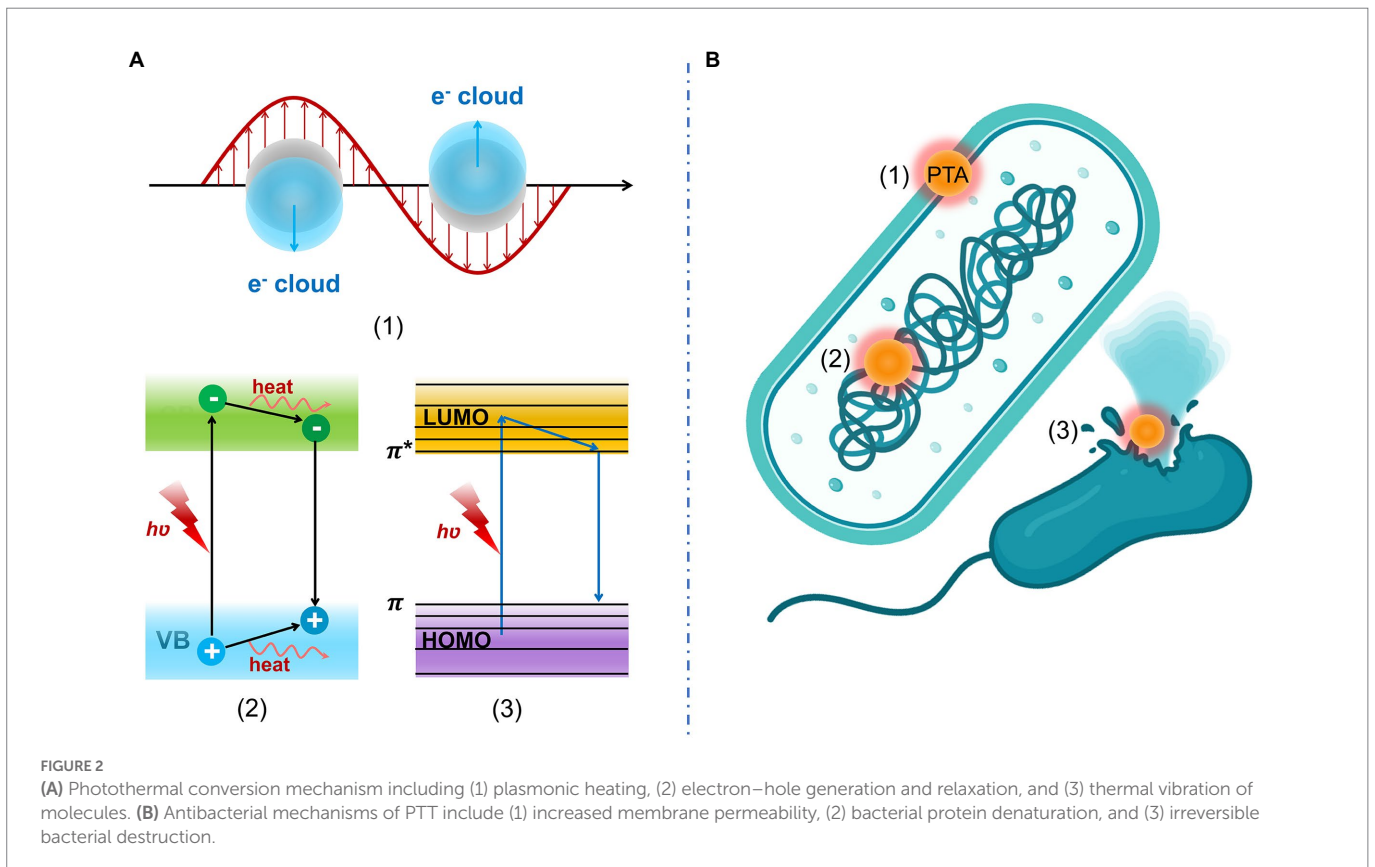 A
e⁻ cloud
e⁻ cloud
(1)
heat
hυ
VB
heat
(2)
LUMO
π*
hυ
π
HOMO
(3)
B
(1)
PTA
(2)
(3)
FIGURE 2
(A) Photothermal conversion mechanism including (1) plasmonic heating, (2) electron–hole generation and relaxation, and (3) thermal vibration of
molecules. (B) Antibacterial mechanisms of PTT include (1) increased membrane permeability, (2) bacterial protein denaturation, and (3) irreversible
bacterial destruction.